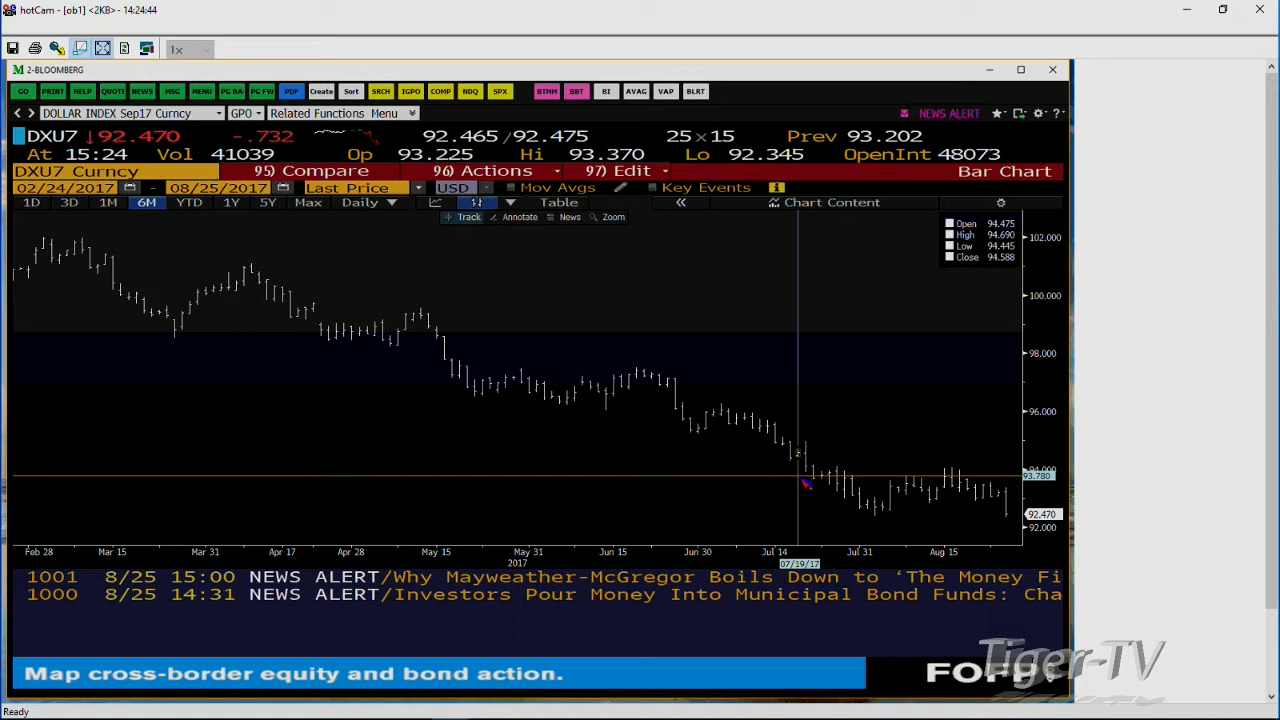 hotCam - [ob1] <2KB> - 14:24:44
1x
2-BLOOMBERG
GO PRINT HELP QUOTE NEWS MSG MENU PG BA PG FW PDF Create Sort SRCH IGPO COMP NDQ SPX BTMM BBT BI AVAG VAP BLRT
DOLLAR INDEX Sep17 Curncy GPO Related Functions Menu NEWS ALERT
DXU7 ↓92.470 -.732 92.465/92.475 25×15 Prev 93.202
At 15:24 Vol 41039 Op 93.225 Hi 93.370 Lo 92.345 OpenInt 48073
DXU7 Curncy 95) Compare 96) Actions 97) Edit Bar Chart
02/24/2017 - 08/25/2017 Last Price USD Mov Avgs Key Events
1D 3D 1M 6M YTD 1Y 5Y Max Daily Table Chart Content
Track Annotate News Zoom
Open 94.475
High 94.690
Low 94.445
Close 94.588
102.000
100.000
98.000
96.000
94.000
93.780
92.470
92.000
Feb 28 Mar 15 Mar 31 Apr 17 Apr 28 May 15 May 31 Jun 15 Jun 30 Jul 14 Jul 31 Aug 15
2017 07/19/17
1001 8/25 15:00 NEWS ALERT/Why Mayweather-McGregor Boils Down to ‘The Money Fi
1000 8/25 14:31 NEWS ALERT/Investors Pour Money Into Municipal Bond Funds: Cha
Map cross-border equity and bond action.
Tiger-TV
Ready